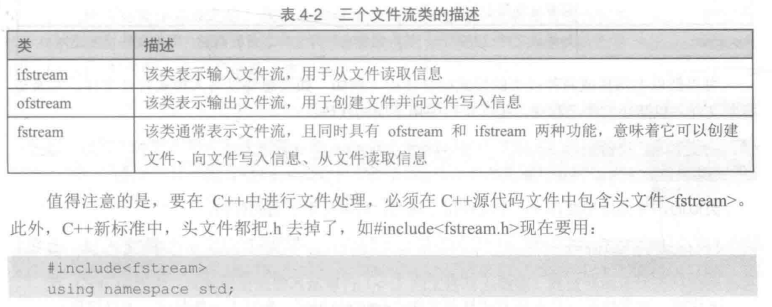 表 4-2 三个文件流类的描述
类 描述
ifstream 该类表示输入文件流，用于从文件读取信息
ofstream 该类表示输出文件流，用于创建文件并向文件写入信息
fstream 该类通常表示文件流，且同时具有 ofstream 和 ifstream 两种功能，意味着它可以创建
文件、向文件写入信息、从文件读取信息
值得注意的是，要在 C++中进行文件处理，必须在 C++源代码文件中包含头文件<fstream>。
此外，C++新标准中，头文件都把.h 去掉了，如#include<fstream.h>现在要用：
#include<fstream>
using namespace std;